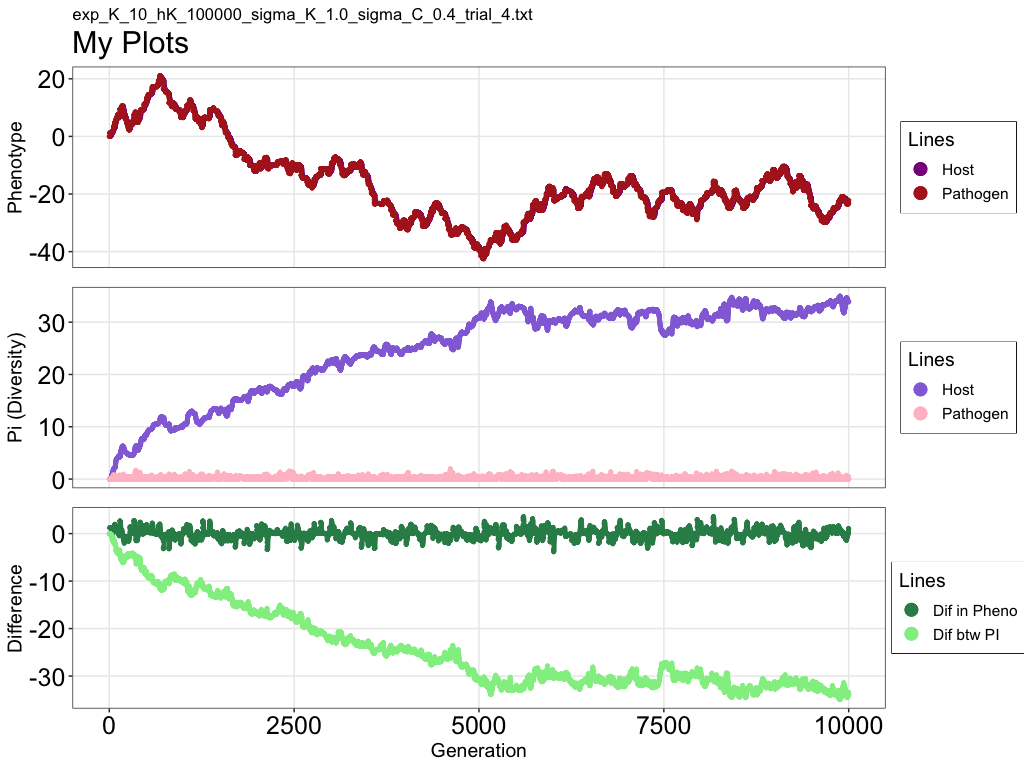 exp_K_10_hK_100000_sigma_K_1.0_sigma_C_0.4_trial_4.txt
My Plots
Phenotype
20
0
-20
-40
Lines
Host
Pathogen
Pi (Diversity)
30
20
10
0
Lines
Host
Pathogen
Difference
0
-10
-20
-30
Lines
Dif in Pheno
Dif btw PI
0 2500 5000 7500 10000
Generation